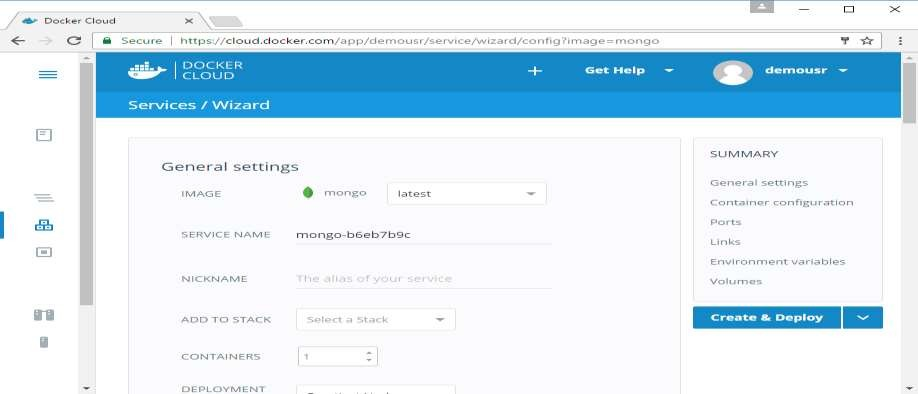 Docker Cloud
Secure | https://cloud.docker.com/app/demousr/service/wizard/config?image=mongo
DOCKER
CLOUD
Get Help
demousr
Services / Wizard
General settings
IMAGE mongo latest
SERVICE NAME mongo-b6eb7b9c
NICKNAME The alias of your service
ADD TO STACK Select a Stack
CONTAINERS 1
DEPLOYMENT
SUMMARY
General settings
Container configuration
Ports
Links
Environment variables
Volumes
Create & Deploy